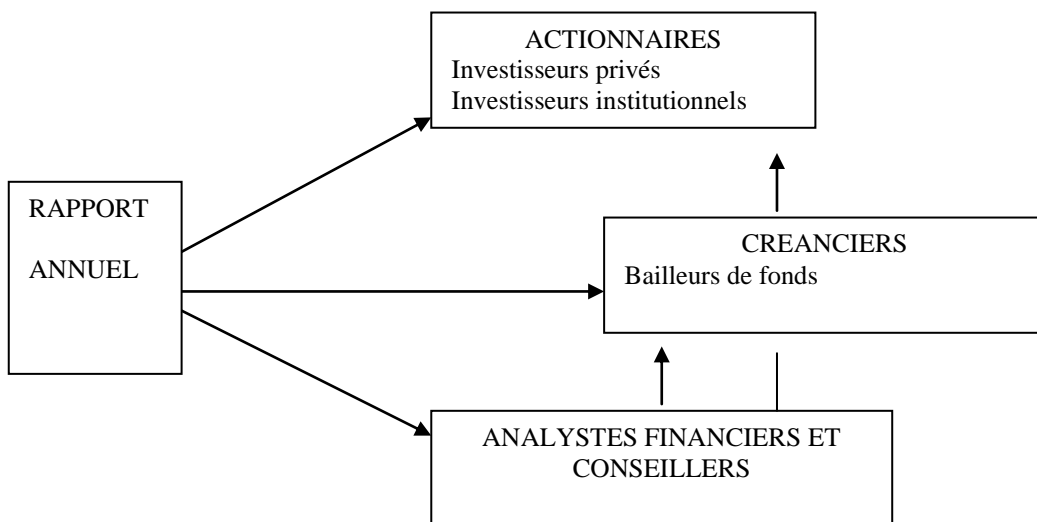 ACTIONNAIRES
Investisseurs privés
Investisseurs institutionnels
RAPPORT
ANNUEL
CREANCIERS
Bailleurs de fonds
ANALYSTES FINANCIERS ET
CONSEILLERS